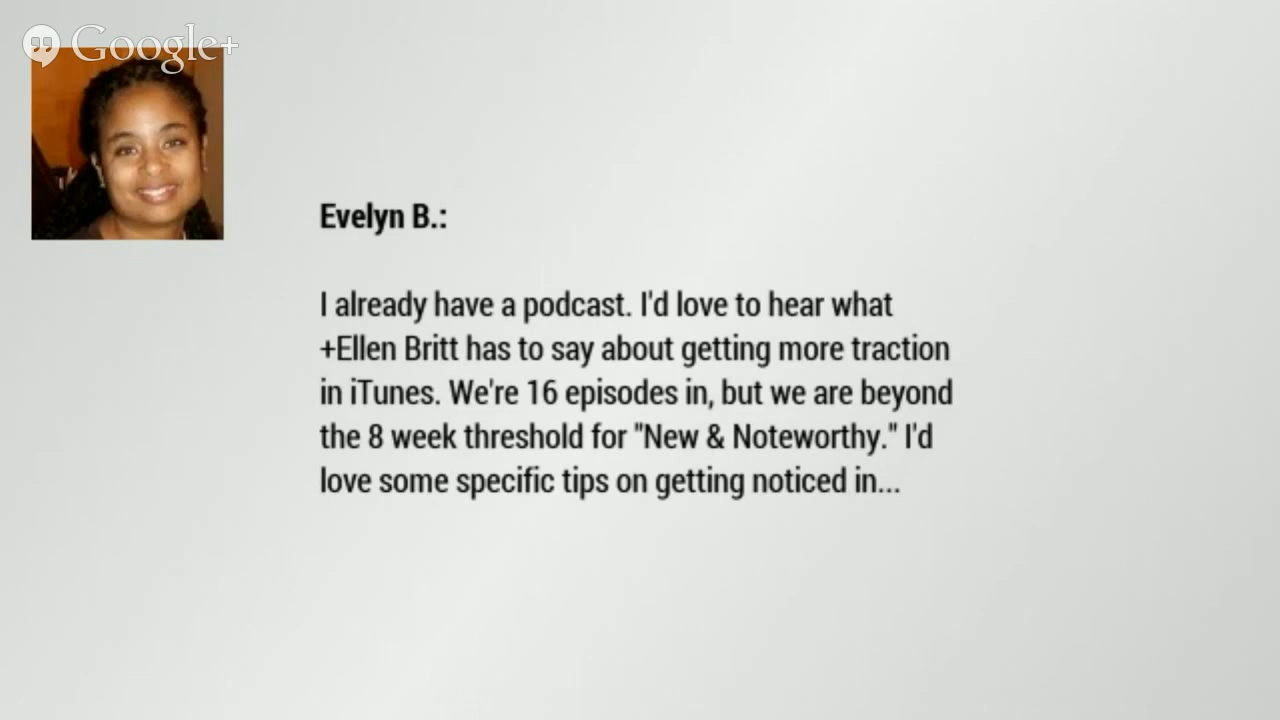 Google+
Evelyn B.:
I already have a podcast. I'd love to hear what
+Ellen Britt has to say about getting more traction
in iTunes. We're 16 episodes in, but we are beyond
the 8 week threshold for "New & Noteworthy." I'd
love some specific tips on getting noticed in...